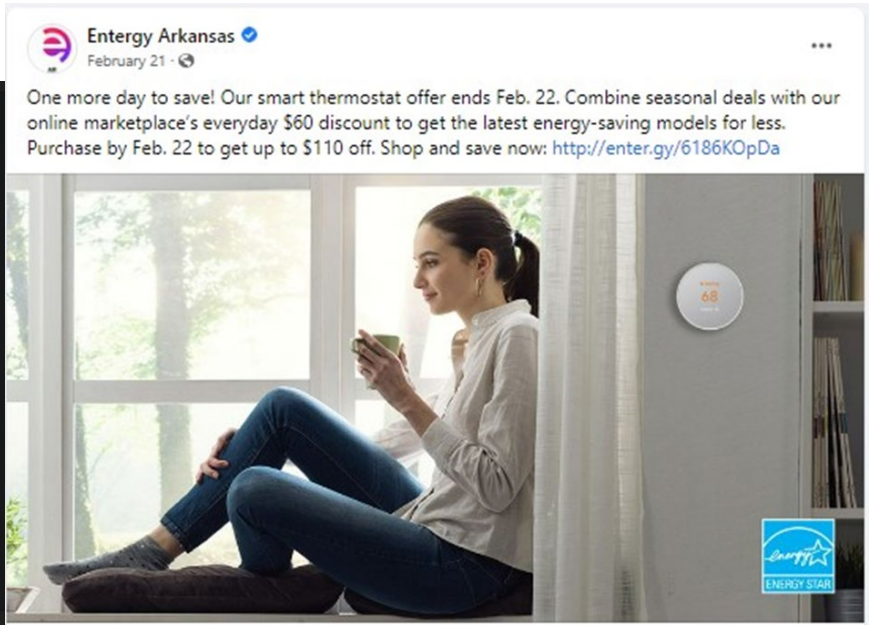 Entergy Arkansas
February 21 ·
One more day to save! Our smart thermostat offer ends Feb. 22. Combine seasonal deals with our
online marketplace's everyday $60 discount to get the latest energy-saving models for less.
Purchase by Feb. 22 to get up to $110 off. Shop and save now: http://enter.gy/6186KOpDa
68
energy
ENERGY STAR